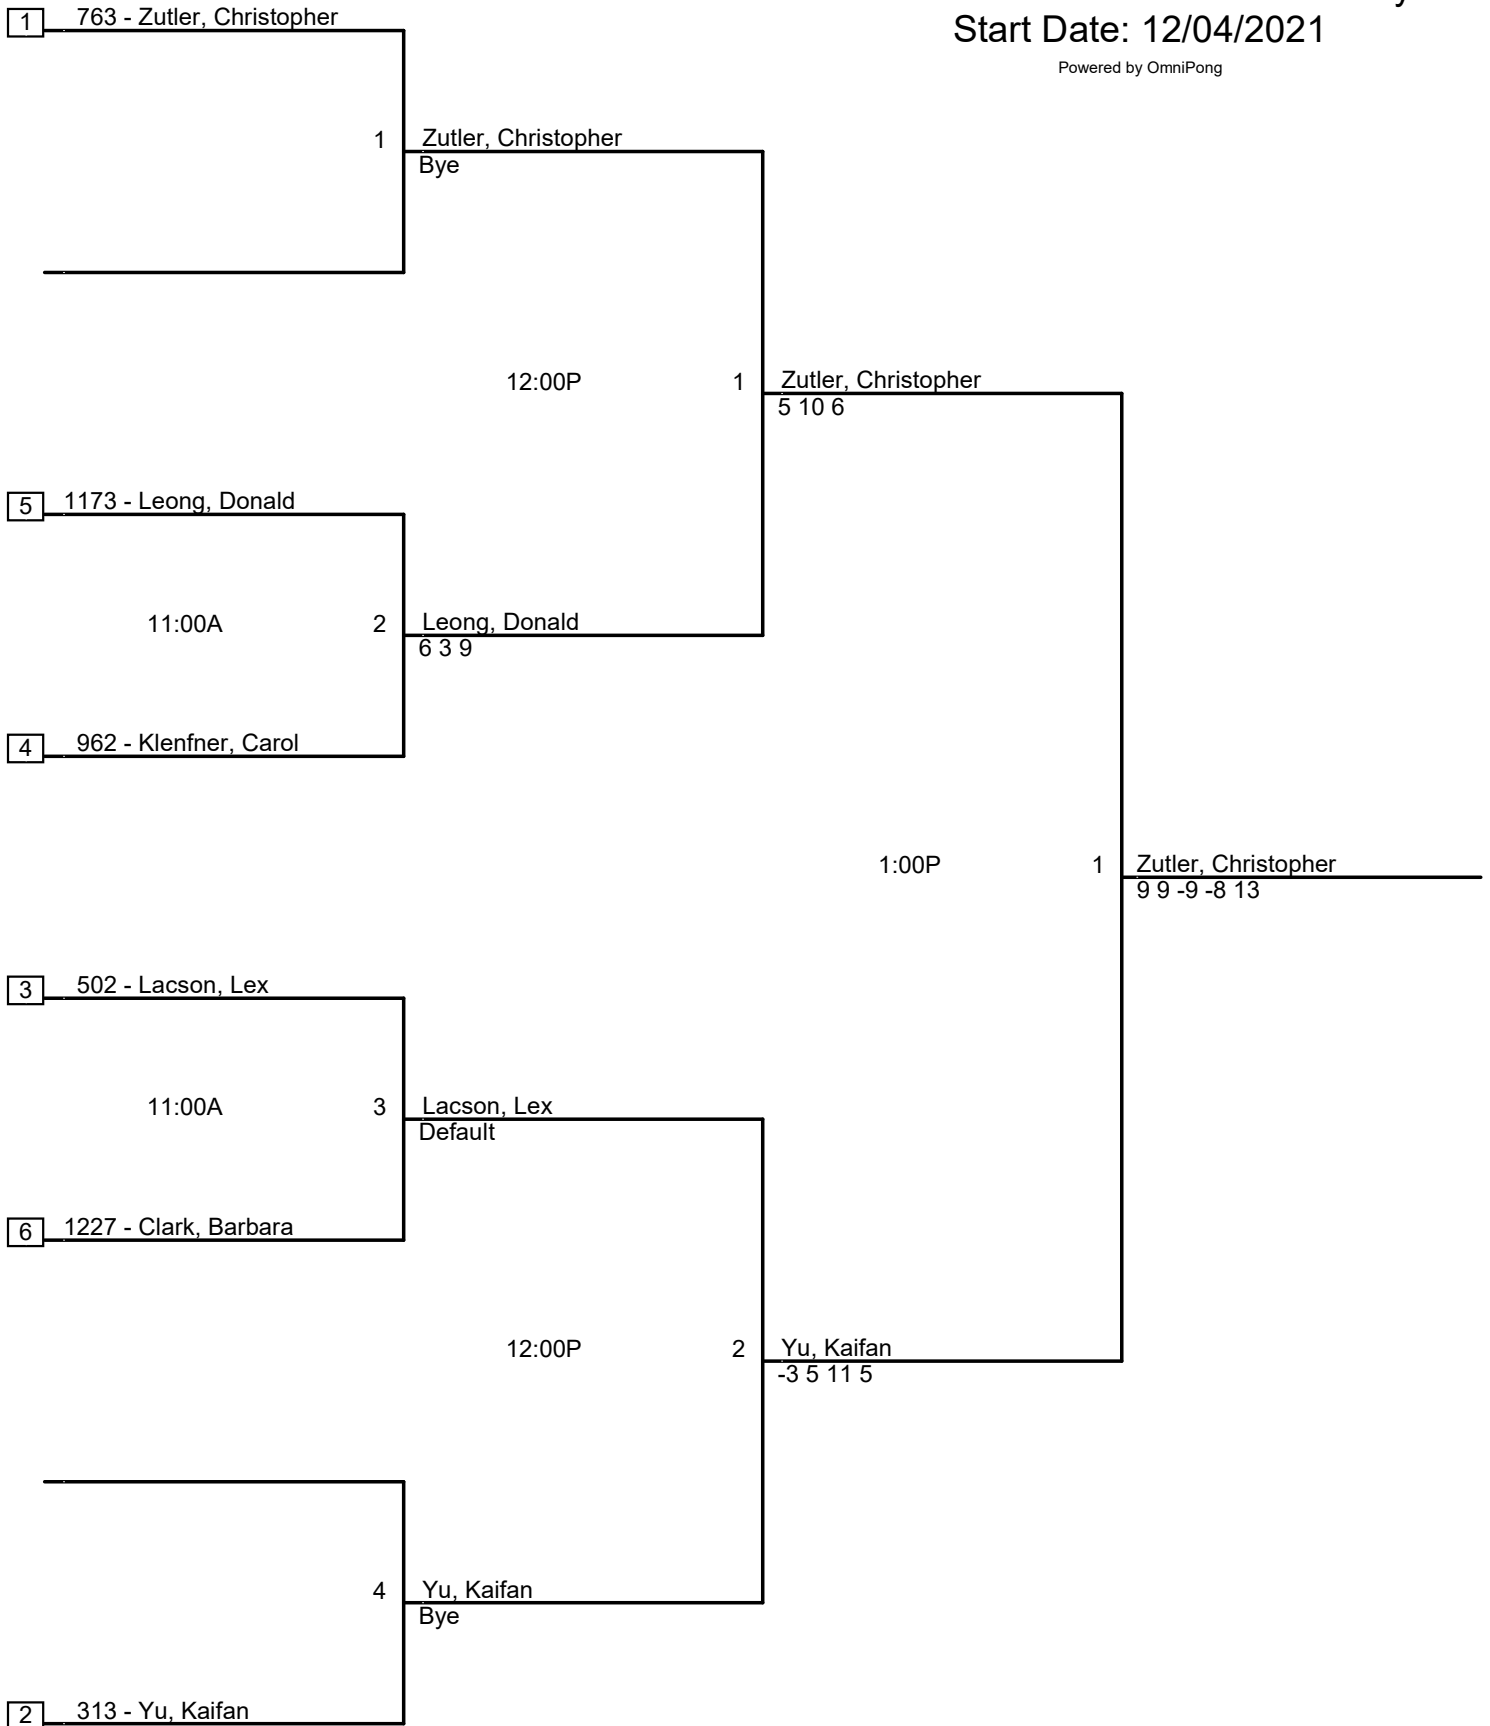 Start Date: 12/04/2021
Powered by OmniPong
1 763 - Zutler, Christopher
1 Zutler, Christopher
Bye
12:00P 1 Zutler, Christopher
5 10 6
5 1173 - Leong, Donald
11:00A 2 Leong, Donald
6 3 9
4 962 - Klenfner, Carol
1:00P 1 Zutler, Christopher
9 9 -9 -8 13
3 502 - Lacson, Lex
11:00A 3 Lacson, Lex
Default
6 1227 - Clark, Barbara
12:00P 2 Yu, Kaifan
-3 5 11 5
4 Yu, Kaifan
Bye
2 313 - Yu, Kaifan